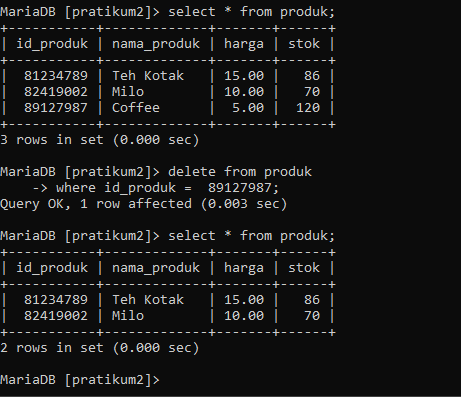 MariaDB [pratikum2]> select * from produk;
+-----------+-------------+-------+------+
| id_produk | nama_produk | harga | stok |
+-----------+-------------+-------+------+
|  81234789 | Teh Kotak   | 15.00 |   86 |
|  82419002 | Milo        | 10.00 |   70 |
|  89127987 | Coffee      |  5.00 |  120 |
+-----------+-------------+-------+------+
3 rows in set (0.000 sec)

MariaDB [pratikum2]> delete from produk
    -> where id_produk =  89127987;
Query OK, 1 row affected (0.003 sec)

MariaDB [pratikum2]> select * from produk;
+-----------+-------------+-------+------+
| id_produk | nama_produk | harga | stok |
+-----------+-------------+-------+------+
|  81234789 | Teh Kotak   | 15.00 |   86 |
|  82419002 | Milo        | 10.00 |   70 |
+-----------+-------------+-------+------+
2 rows in set (0.000 sec)

MariaDB [pratikum2]>